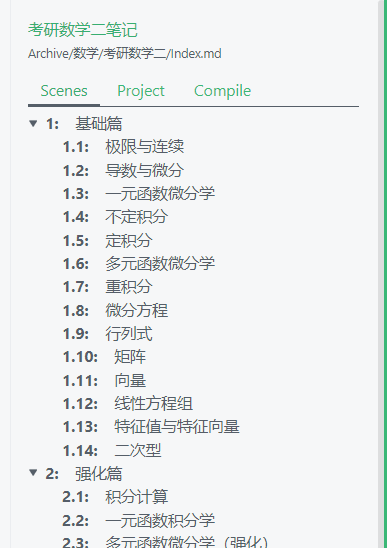 考研数学二笔记
Archive/数学/考研数学二/Index.md
Scenes Project Compile
1: 基础篇
1.1: 极限与连续
1.2: 导数与微分
1.3: 一元函数微分学
1.4: 不定积分
1.5: 定积分
1.6: 多元函数微分学
1.7: 重积分
1.8: 微分方程
1.9: 行列式
1.10: 矩阵
1.11: 向量
1.12: 线性方程组
1.13: 特征值与特征向量
1.14: 二次型
2: 强化篇
2.1: 积分计算
2.2: 一元函数积分学
2.3: 多元函数微分学（强化）